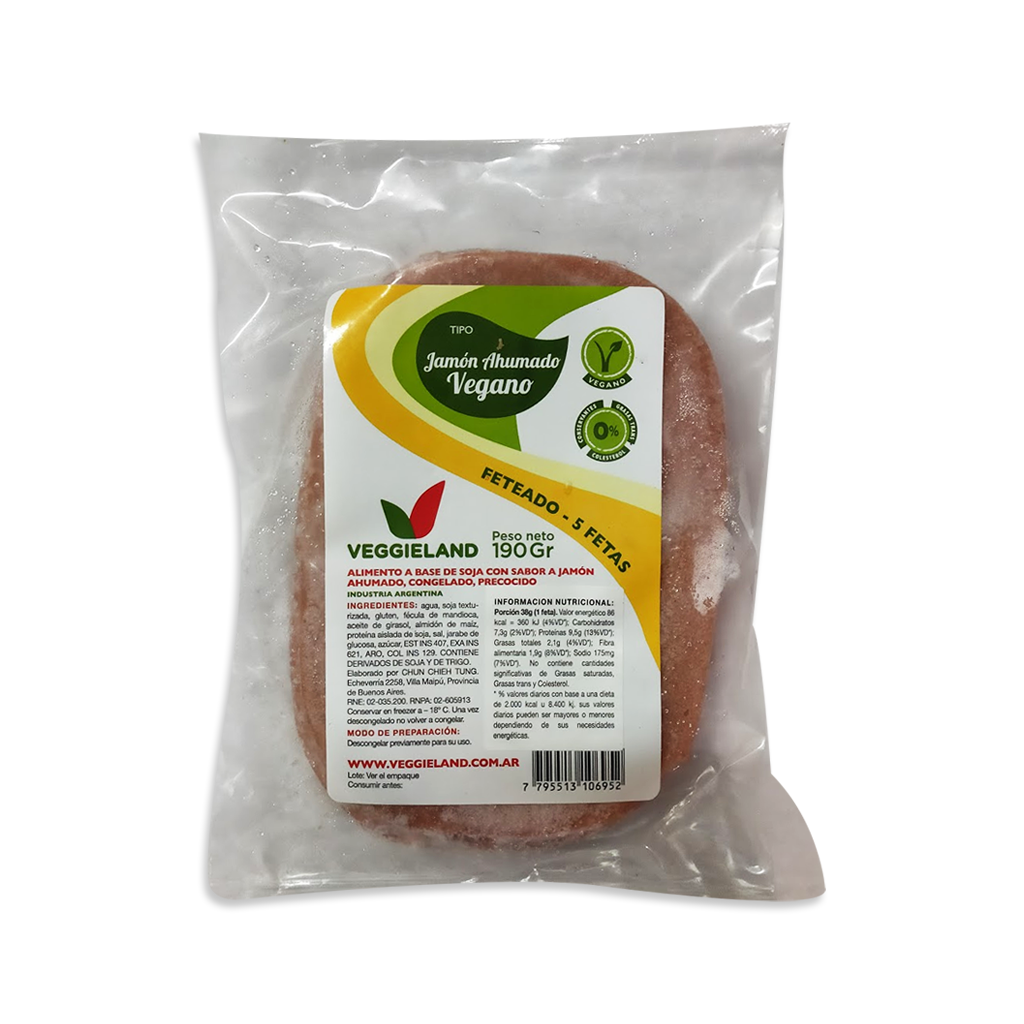 TIPO
Jamón Ahumado
Vegano
VEGANO
CONSERVANTES
GRASAS TRANS
0%
COLESTEROL
FETEADO - 5 FETAS
VEGGIELAND
Peso neto
190Gr
ALIMENTO A BASE DE SOJA CON SABOR A JAMÓN
AHUMADO, CONGELADO, PRECOCIDO
INDUSTRIA ARGENTINA
INGREDIENTES: agua, soja textu-
rizada, gluten, fécula de mandioca,
aceite de girasol, almidón de maíz,
proteína aislada de soja, sal, jarabe de
glucosa, azúcar, EST INS 407, EXA INS
621, ARO, COL INS 129. CONTIENE
DERIVADOS DE SOJA Y DE TRIGO.
Elaborado por CHUN CHIEH TUNG.
Echeverría 2258, Villa Maipú, Provincia
de Buenos Aires.
RNE: 02-035.200. RNPA: 02-605913
Conservar en freezer a – 18º C. Una vez
descongelado no volver a congelar.
MODO DE PREPARACIÓN:
Descongelar previamente para su uso.
INFORMACION NUTRICIONAL:
Porción 38g (1 feta). Valor energético 86
kcal = 360 kJ (4%VD*); Carbohidratos
7,3g (2%VD*); Proteínas 9,5g (13%VD*);
Grasas totales 2,1g (4%VD*); Fibra
alimentaria 1,9g (8%VD*); Sodio 175mg
(7%VD*). No contiene cantidades
significativas de Grasas saturadas,
Grasas trans y Colesterol.
* % valores diarios con base a una dieta
de 2.000 kcal u 8.400 kj. sus valores
diarios pueden ser mayores o menores
dependiendo de sus necesidades
energéticas.
WWW.VEGGIELAND.COM.AR
Lote: Ver el empaque
Consumir antes:
7 795513 106952